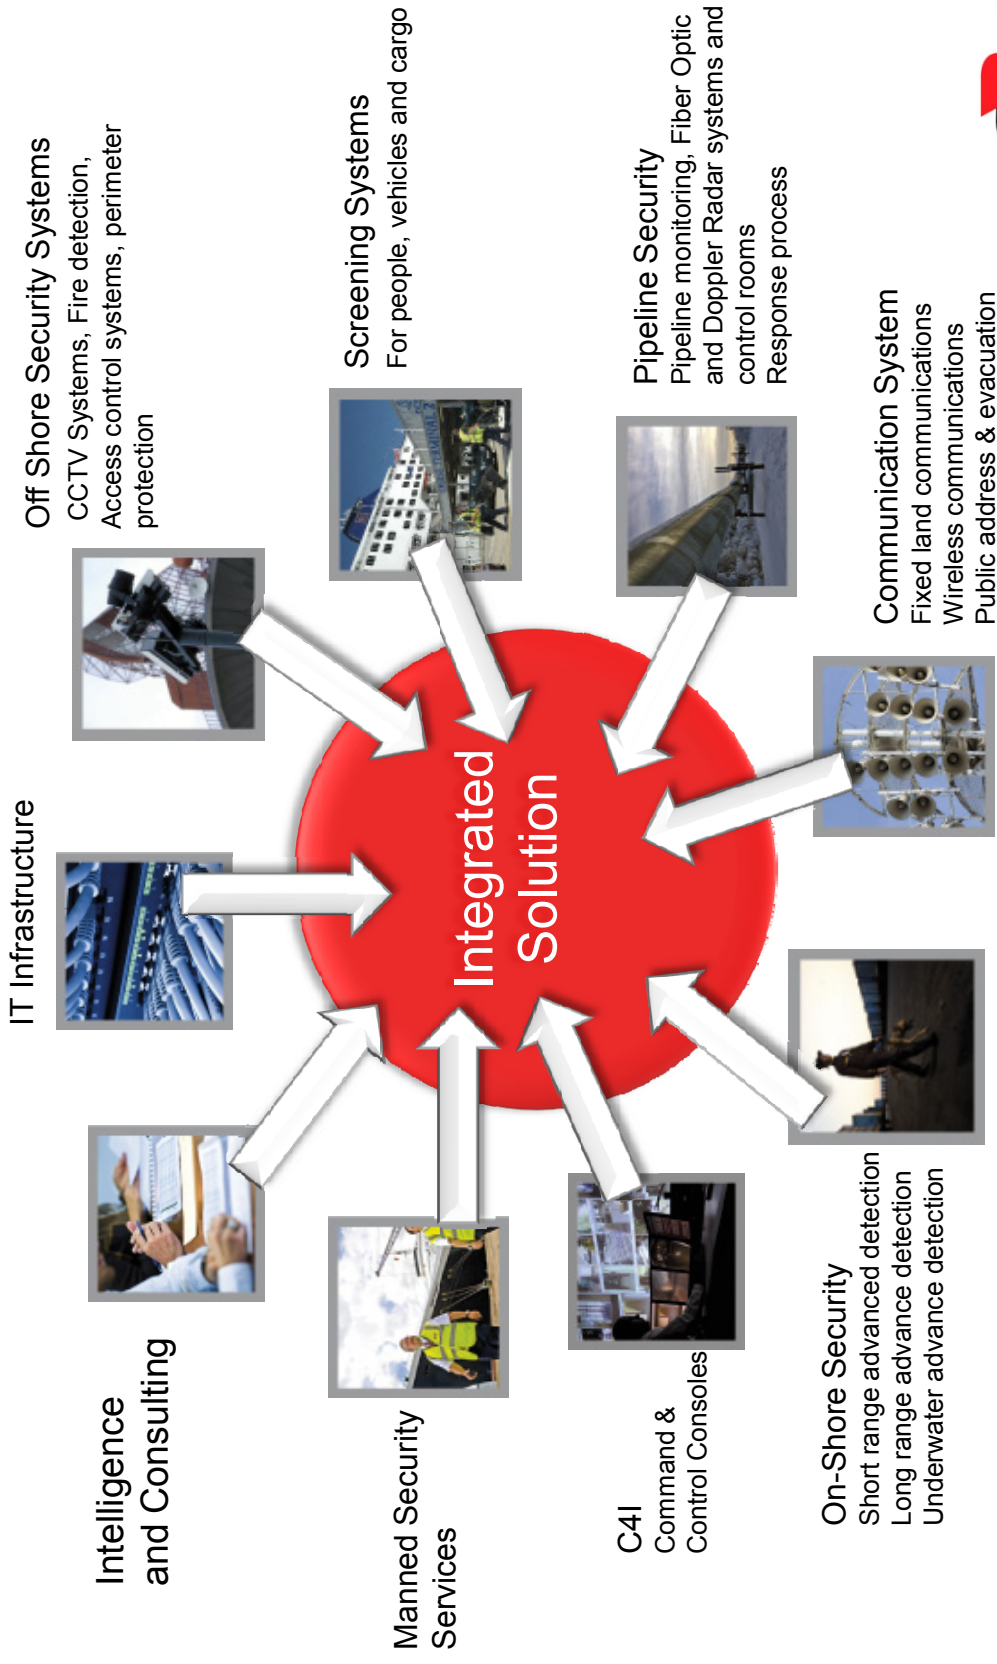 IT Infrastructure
Intelligence
and Consulting
Off Shore Security Systems
CCTV Systems, Fire detection,
Access control systems, perimeter
protection
Manned Security
Services
Integrated
Solution
Screening Systems
For people, vehicles and cargo
C4I
Command &
Control Consoles
Pipeline Security
Pipeline monitoring, Fiber Optic
and Doppler Radar systems and
control rooms
Response process
On-Shore Security
Short range advanced detection
Long range advance detection
Underwater advance detection
Communication System
Fixed land communications
Wireless communications
Public address & evacuation